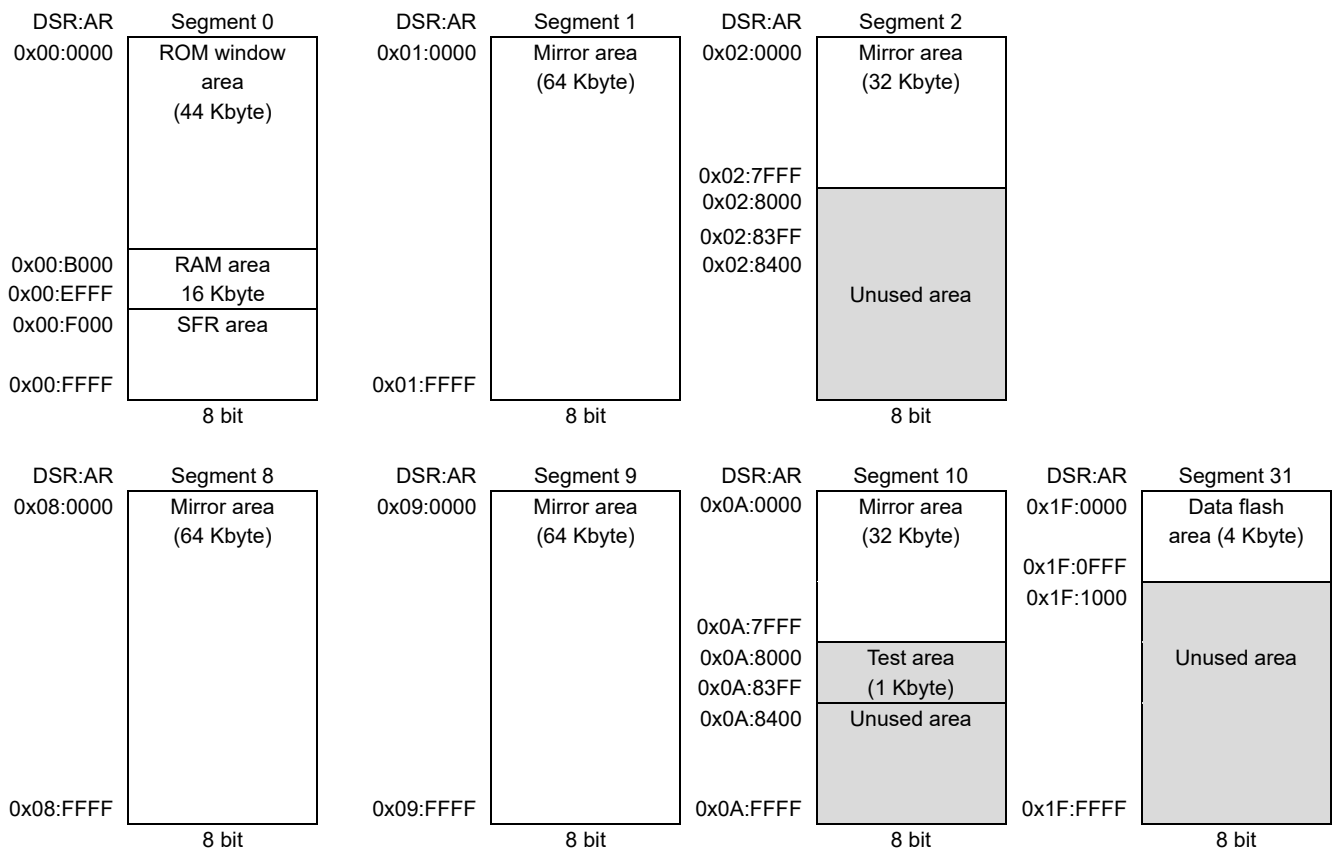 DSR:AR Segment 0 DSR:AR Segment 1 DSR:AR Segment 2
0x00:0000 ROM window 0x01:0000 Mirror area 0x02:0000 Mirror area
area (64 Kbyte) (32 Kbyte)
(44 Kbyte)
0x02:7FFF
0x02:8000
0x02:83FF
0x00:B000 RAM area 0x02:8400
0x00:EFFF 16 Kbyte Unused area
0x00:F000 SFR area
0x00:FFFF 0x01:FFFF
8 bit 8 bit 8 bit
DSR:AR Segment 8 DSR:AR Segment 9 DSR:AR Segment 10 DSR:AR Segment 31
0x08:0000 Mirror area 0x09:0000 Mirror area 0x0A:0000 Mirror area 0x1F:0000 Data flash
(64 Kbyte) (64 Kbyte) (32 Kbyte) area (4 Kbyte)
0x1F:0FFF
0x1F:1000
0x0A:7FFF
0x0A:8000 Test area Unused area
0x0A:83FF (1 Kbyte)
0x0A:8400 Unused area
0x08:FFFF 0x09:FFFF 0x0A:FFFF 0x1F:FFFF
8 bit 8 bit 8 bit 8 bit